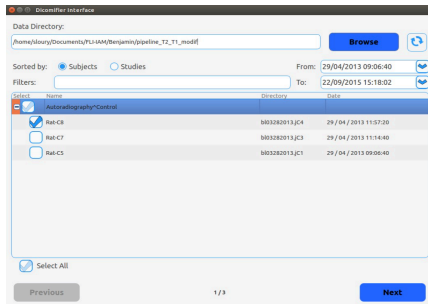 Dicomifier Interface
Data Directory:
/home/sloury/Documents/FLI-IAM/Benjamin/pipeline_T2_T1_modif
Browse
Sorted by: Subjects Studies From: 29/04/2013 09:06:40
Filters: To: 22/09/2015 15:18:02
Select Name Directory Date
Autoradiography^Control
Rat-C8 bl03282013.jC4 29 / 04 / 2013 11:57:20
Rat-C7 bl03282013.jC3 29 / 04 / 2013 11:14:40
Rat-C5 bl03282013.jC1 29 / 04 / 2013 09:06:40
Select All
Previous 1 / 3 Next